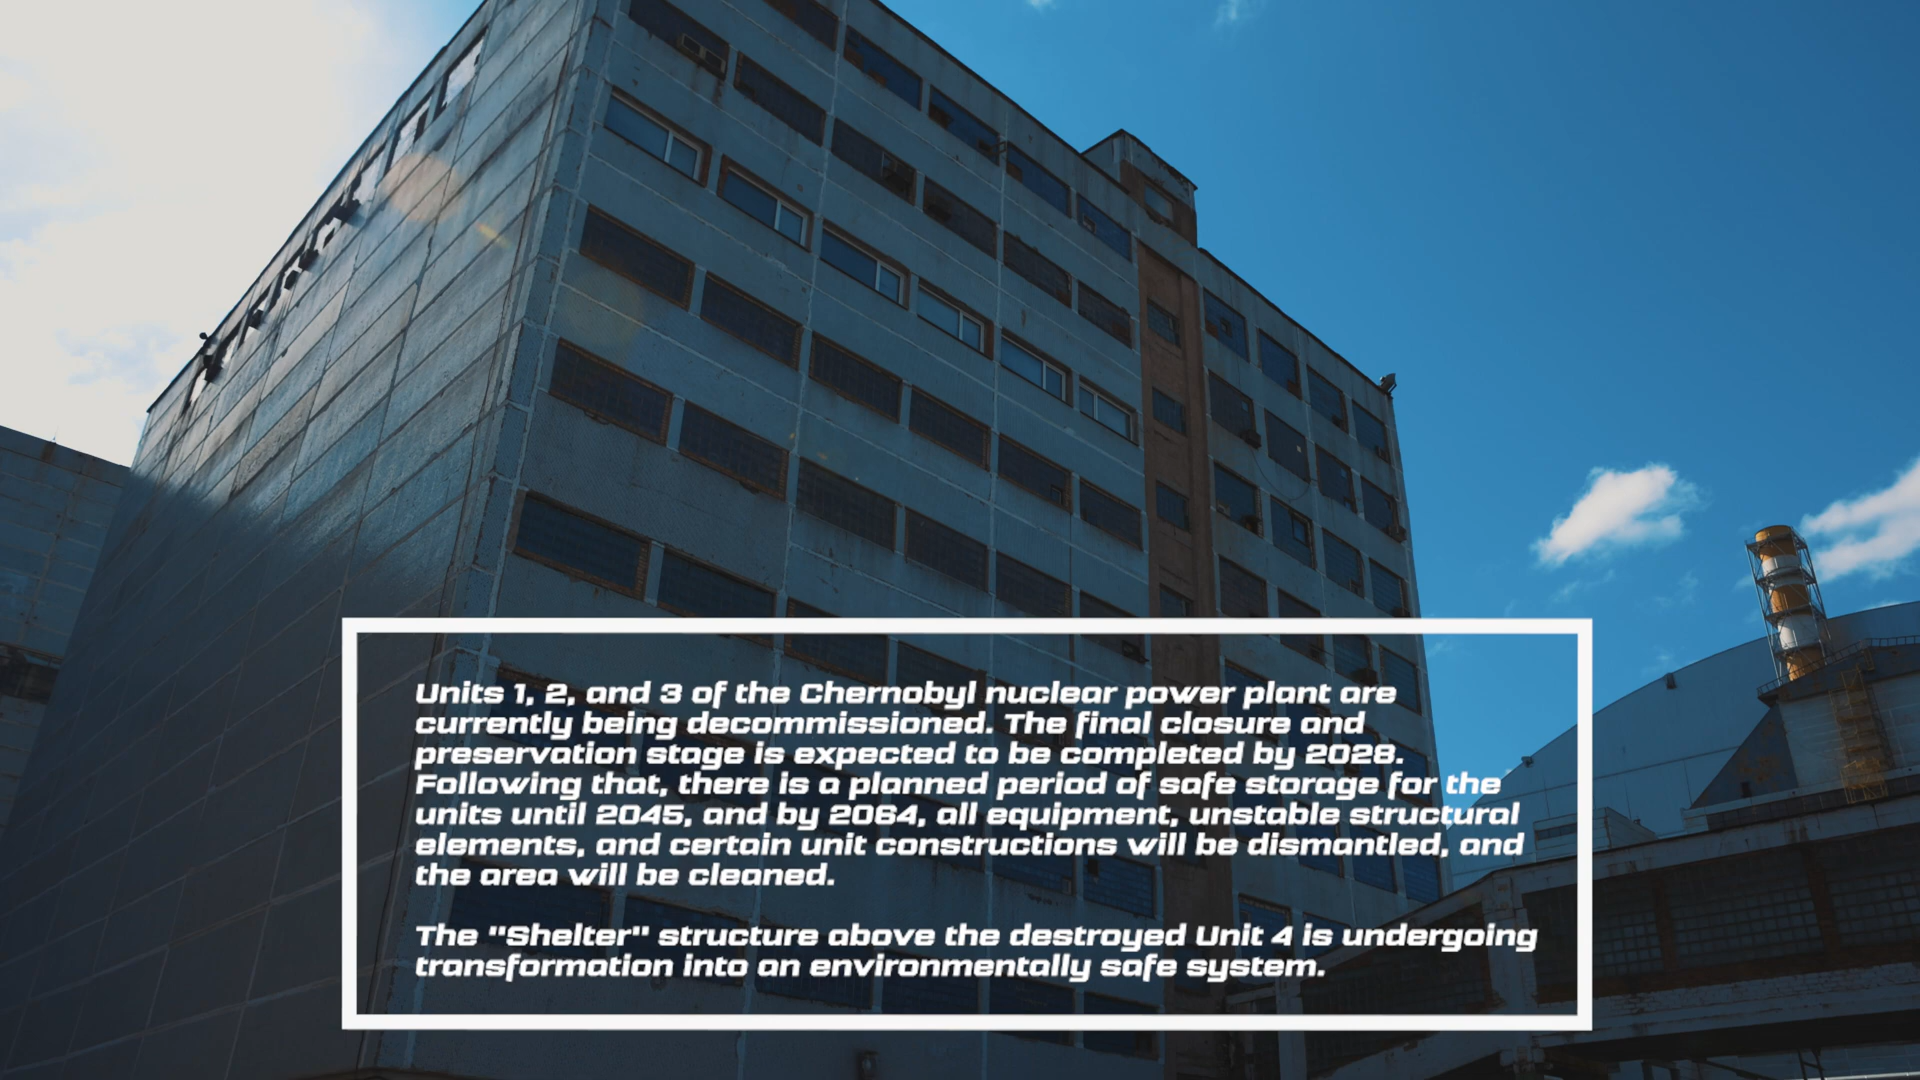 Units 1, 2, and 3 of the Chernobyl nuclear power plant are
currently being decommissioned. The final closure and
preservation stage is expected to be completed by 2028.
Following that, there is a planned period of safe storage for the
units until 2045, and by 2064, all equipment, unstable structural
elements, and certain unit constructions will be dismantled, and
the area will be cleaned.
The "Shelter" structure above the destroyed Unit 4 is undergoing
transformation into an environmentally safe system.